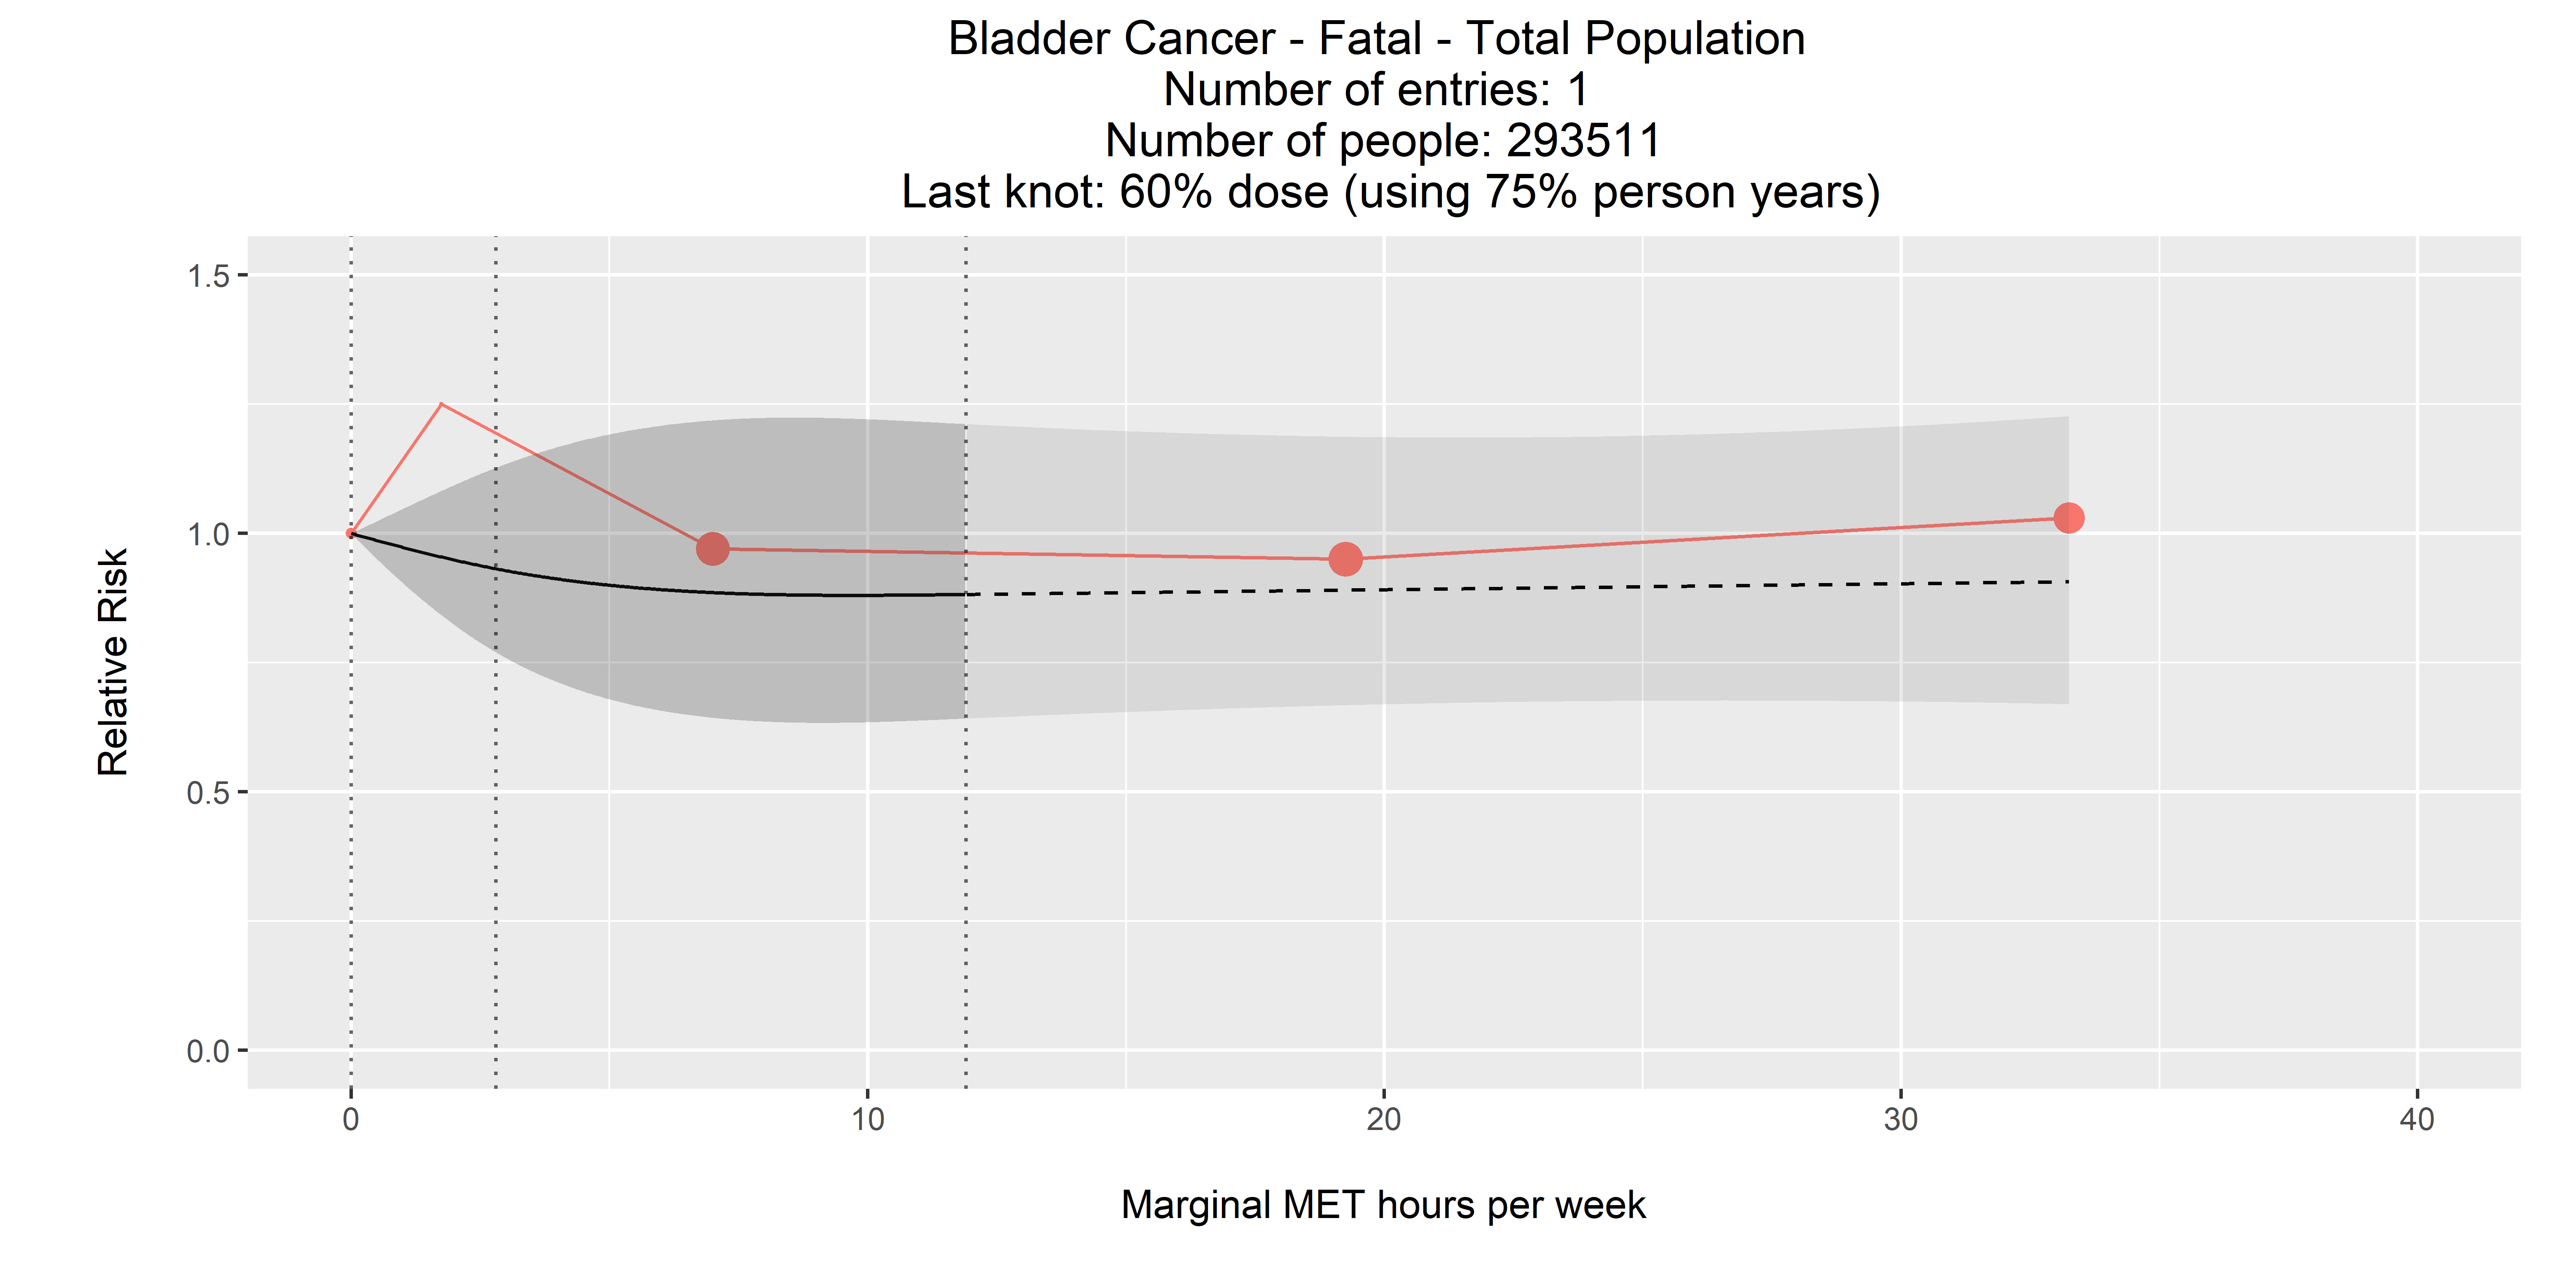 Bladder Cancer - Fatal - Total Population
Number of entries: 1
Number of people: 293511
Last knot: 60% dose (using 75% person years)
1.5
1.0
0.5
0.0
Relative Risk
0 10 20 30 40
Marginal MET hours per week